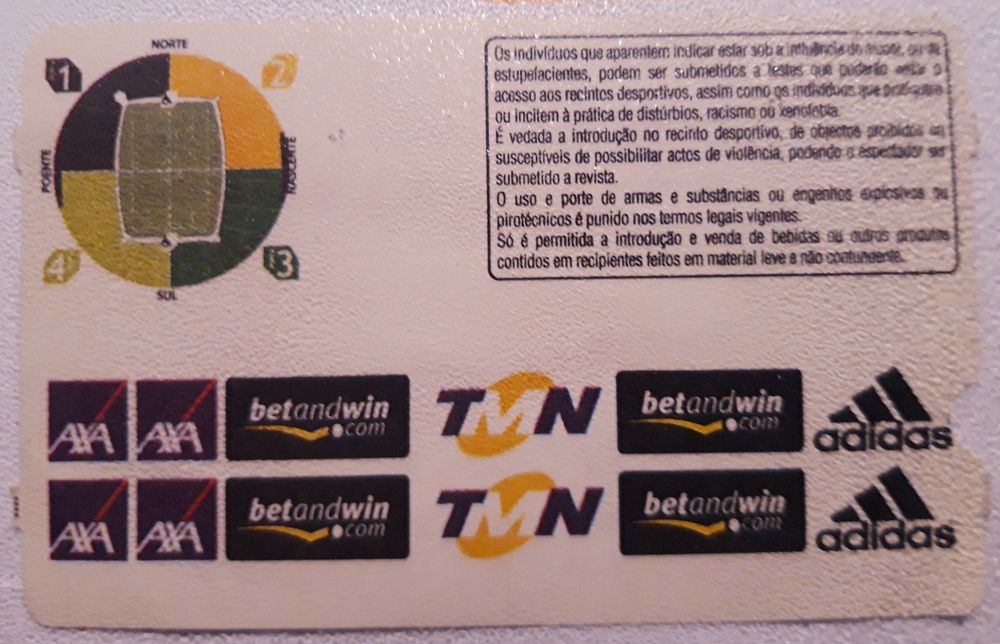 NORTE
1
2
POENTE
NASCENTE
4
3
SUL
Os indivíduos que aparentem indicar estar sob a influência de álcool, ou de
estupefacientes, podem ser submetidos a testes que poderão o
acesso aos recintos desportivos, assim como os indivíduos que pratiquem
ou incitem à prática de distúrbios, racismo ou xenofobia.
É vedada a introdução no recinto desportivo, de objectos proibidos ou
susceptíveis de possibilitar actos de violência, podendo o espectador ser
submetido a revista.
O uso e porte de armas e substâncias ou engenhos explosivos ou
pirotécnicos é punido nos termos legais vigentes.
Só é permitida a introdução e venda de bebidas ou outros produtos
contidos em recipientes feitos em material leve e não contundente.
AXA AXA betandwin.com TMN betandwin.com adidas
AXA AXA betandwin.com TMN betandwin.com adidas